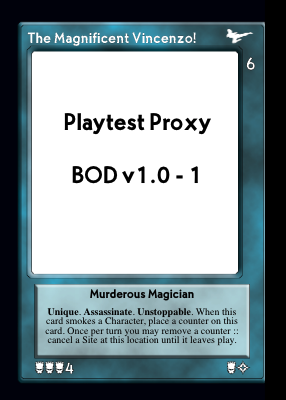 The Magnificent Vincenzo!
6
Playtest Proxy
BOD v1.0 - 1
Murderous Magician
Unique. Assassinate. Unstoppable. When this
card smokes a Character, place a counter on this
card. Once per turn you may remove a counter ::
cancel a Site at this location until it leaves play.
4